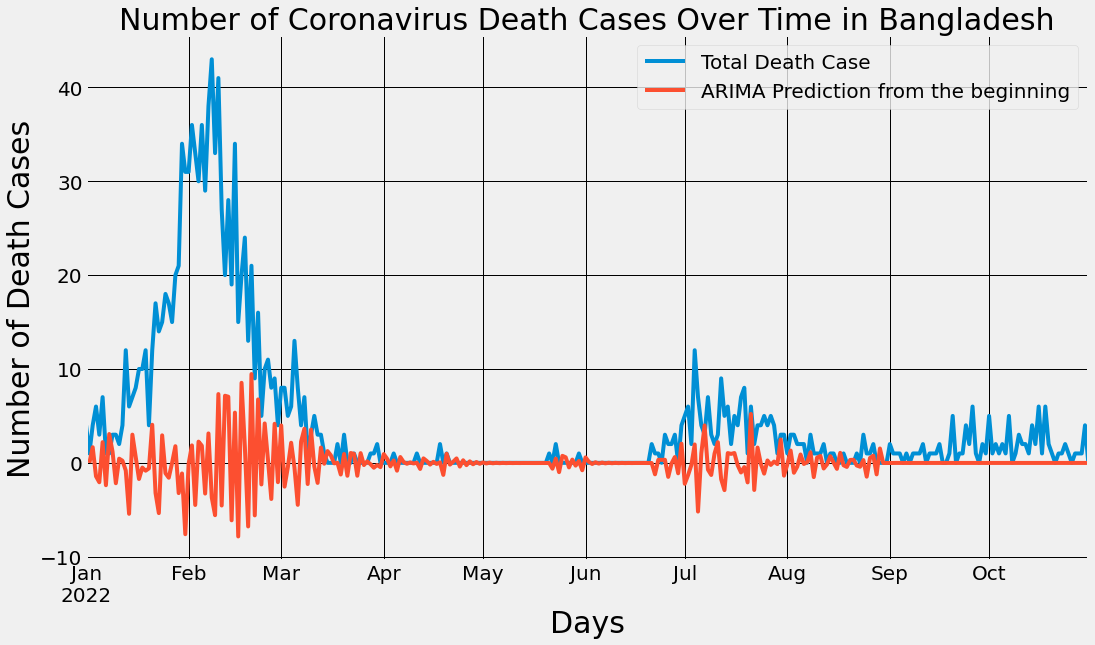 Number of Coronavirus Death Cases Over Time in Bangladesh
Total Death Case
ARIMA Prediction from the beginning
Number of Death Cases
40
30
20
10
0
−10
Jan Feb Mar Apr May Jun Jul Aug Sep Oct
2022
Days